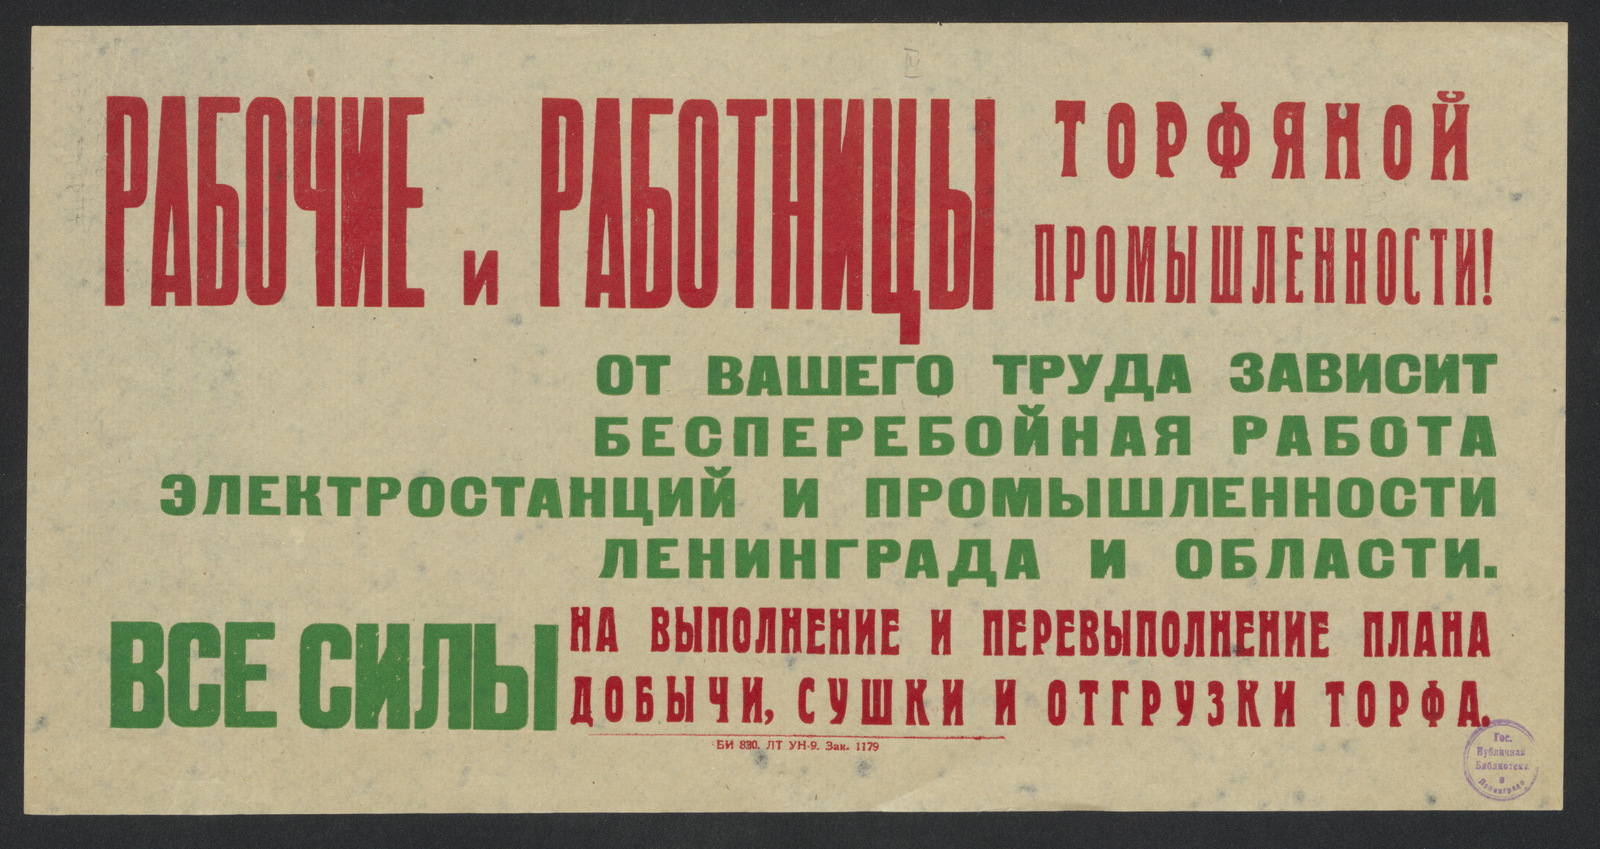 РАБОЧИЕ и РАБОТНИЦЫ ТОРФЯНОЙ
ПРОМЫШЛЕННОСТИ!
ОТ ВАШЕГО ТРУДА ЗАВИСИТ
БЕСПЕРЕБОЙНАЯ РАБОТА
ЭЛЕКТРОСТАНЦИЙ И ПРОМЫШЛЕННОСТИ
ЛЕНИНГРАДА И ОБЛАСТИ.
ВСЕ СИЛЫ НА ВЫПОЛНЕНИЕ И ПЕРЕВЫПОЛНЕНИЕ ПЛАНА
ДОБЫЧИ, СУШКИ И ОТГРУЗКИ ТОРФА.
БИ 830. ЛТ УН-9. Зак. 1179
Гос.
Публичная
Библиотека
в
Ленинграде